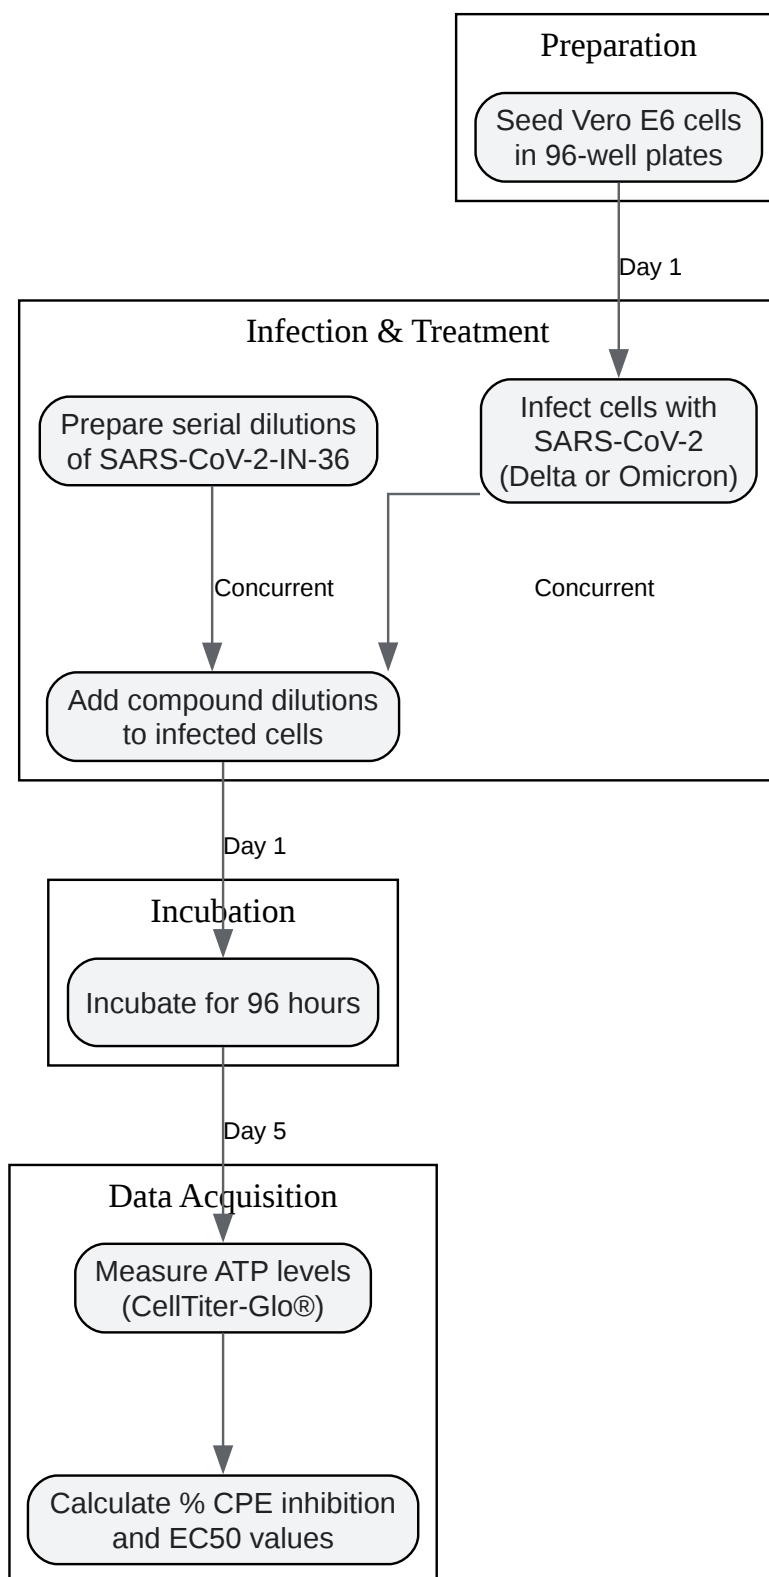 Preparation
Seed Vero E6 cells
in 96-well plates
Day 1
Infection & Treatment
Prepare serial dilutions
of SARS-CoV-2-IN-36
Infect cells with
SARS-CoV-2
(Delta or Omicron)
Concurrent
Concurrent
Add compound dilutions
to infected cells
Day 1
Incubation
Incubate for 96 hours
Day 5
Data Acquisition
Measure ATP levels
(CellTiter-Glo®)
Calculate % CPE inhibition
and EC50 values